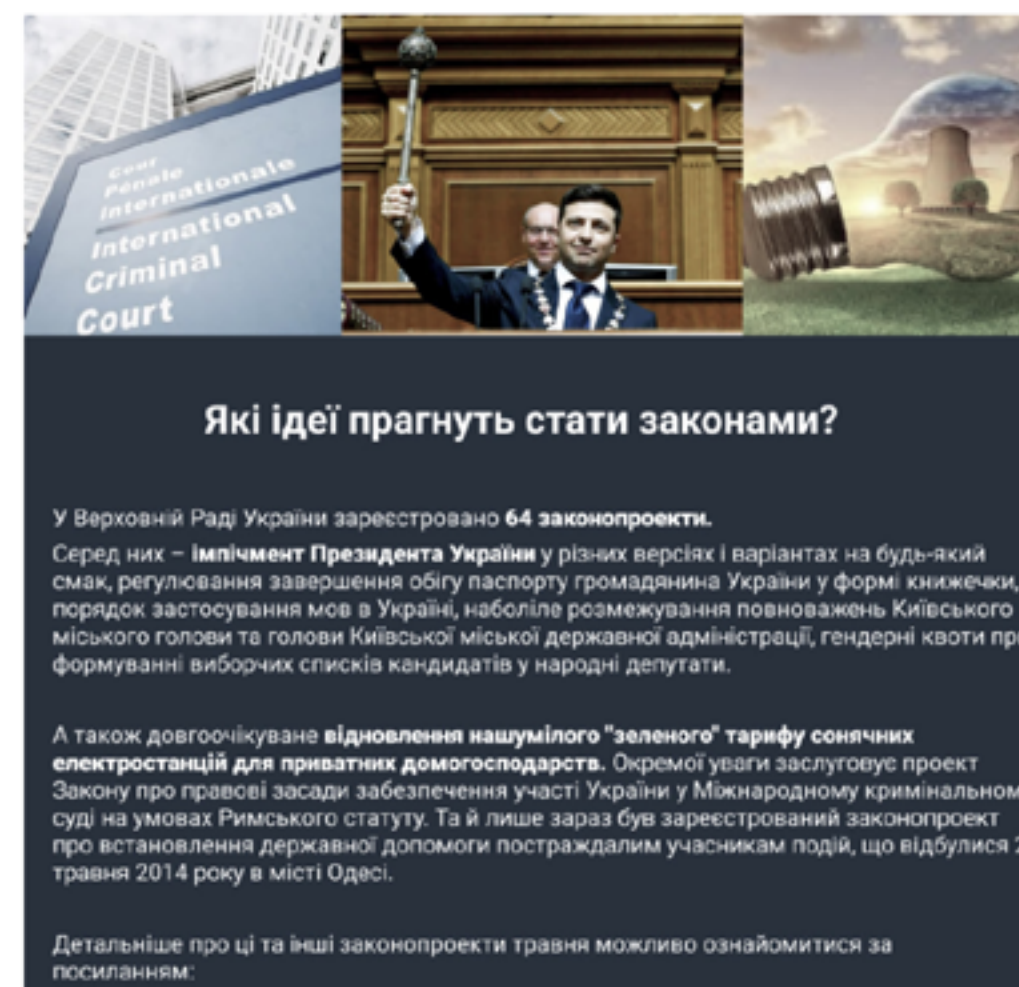 Cour
Pénale
Internationale
International
Criminal
Court
Які ідеї прагнуть стати законами?
У Верховній Раді України зареєстровано 64 законопроекти.
Серед них – імпічмент Президента України у різних версіях і варіантах на будь-який
смак, регулювання завершення обігу паспорту громадянина України у формі книжечки,
порядок застосування мов в Україні, наболіле розмежування повноважень Київського
міського голови та голови Київської міської державної адміністрації, гендерні квоти при
формуванні виборчих списків кандидатів у народні депутати.
А також довгоочікуване відновлення нашумілого "зеленого" тарифу сонячних
електростанцій для приватних домогосподарств. Окремої уваги заслуговує проект
Закону про правові засади забезпечення участі України у Міжнародному кримінальном
суді на умовах Римського статуту. Та й лише зараз був зареєстрований законопроект
про встановлення державної допомоги постраждалим учасникам подій, що відбулися 2
травня 2014 року в місті Одесі.
Детальніше про ці та інші законопроекти травня можливо ознайомитися за
посиланням: